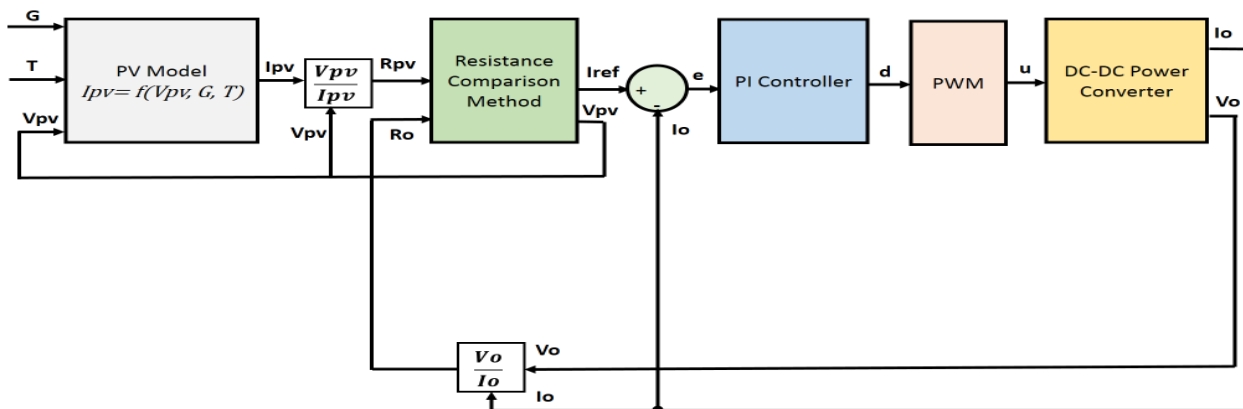 G
T
Vpv
PV Model
Ipv= f(Vpv, G, T)
Ipv
Vpv
Ipv
Vpv
Rpv
Ro
Resistance
Comparison
Method
Iref
Vpv
+
-
Io
e
PI Controller
d
PWM
u
DC-DC Power
Converter
Io
Vo
Vo
Io
Vo
Io